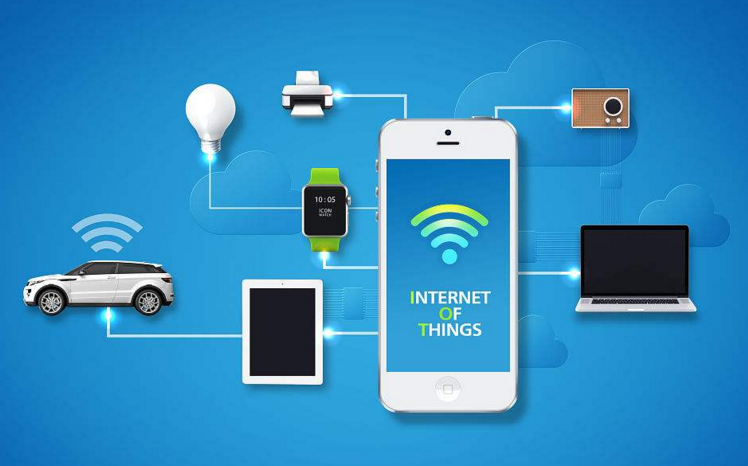 10:05
ICON
WATCH
INTERNET
OF
THINGS